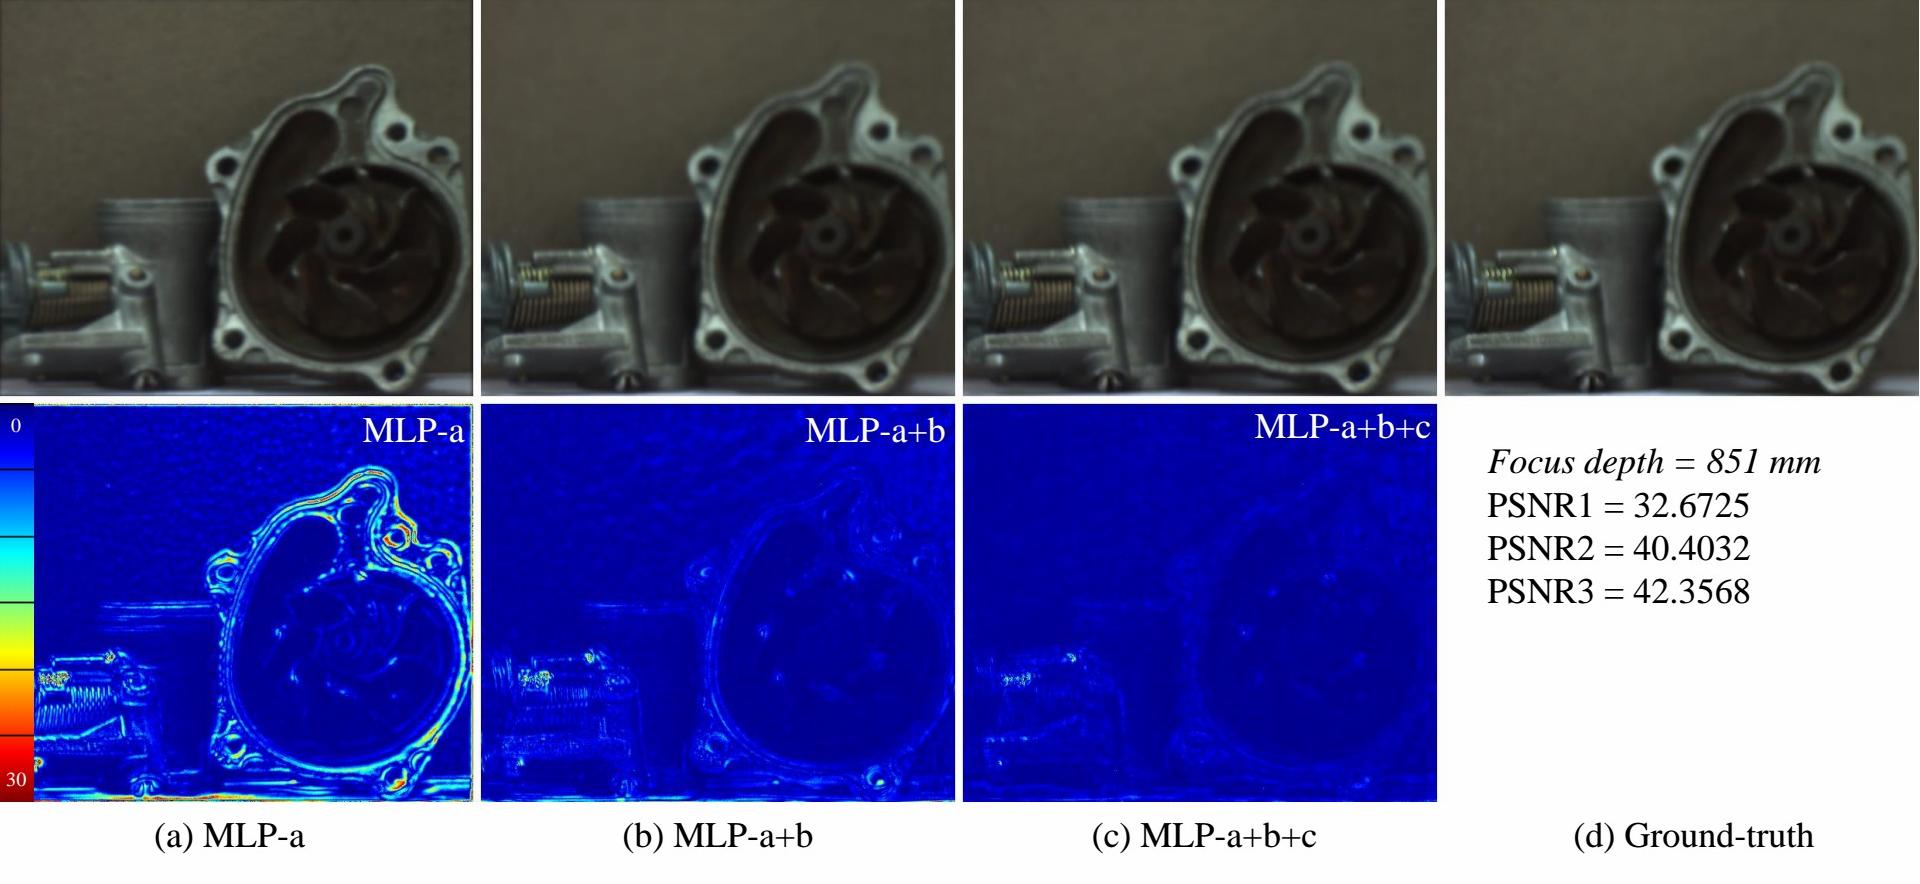 0
30
MLP-a
MLP-a+b
MLP-a+b+c
Focus depth = 851 mm
PSNR1 = 32.6725
PSNR2 = 40.4032
PSNR3 = 42.3568
(a) MLP-a
(b) MLP-a+b
(c) MLP-a+b+c
(d) Ground-truth